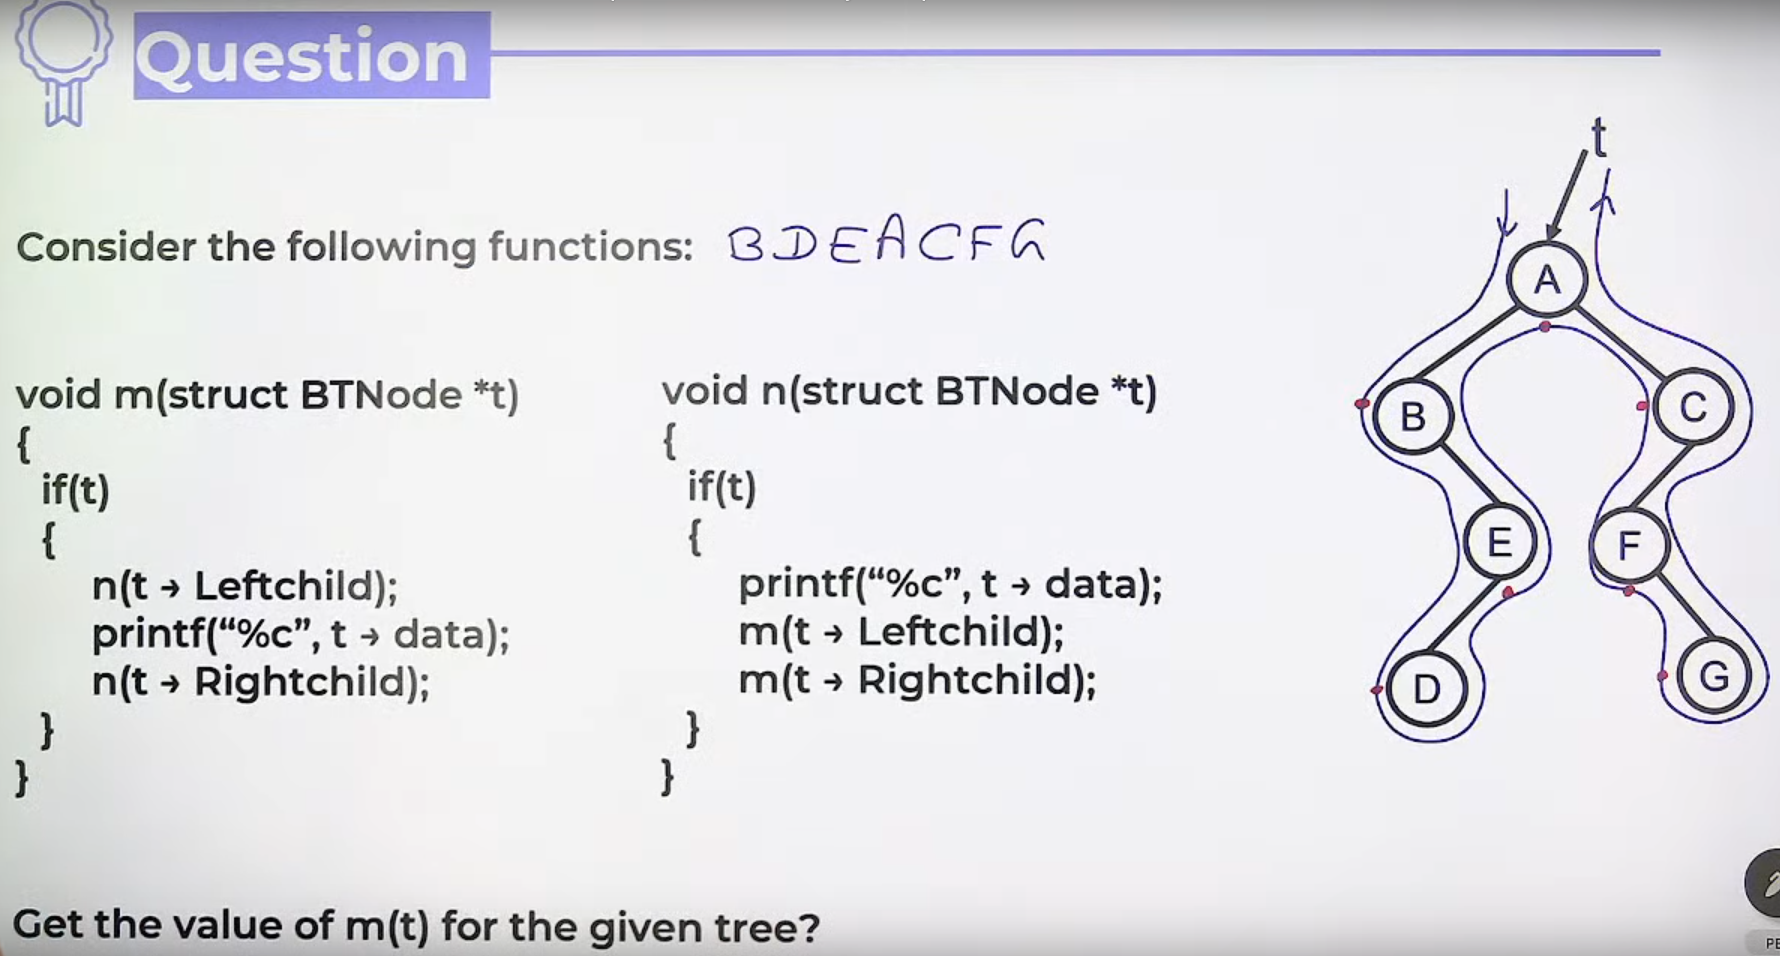 Question
t
Consider the following functions: BDEACFG
A
void m(struct BTNode *t)
{
if(t)
{
n(t → Leftchild);
printf("%c", t → data);
n(t → Rightchild);
}
}
void n(struct BTNode *t)
{
if(t)
{
printf("%c", t → data);
m(t → Leftchild);
m(t → Rightchild);
}
}
B
C
E
F
D
G
Get the value of m(t) for the given tree?